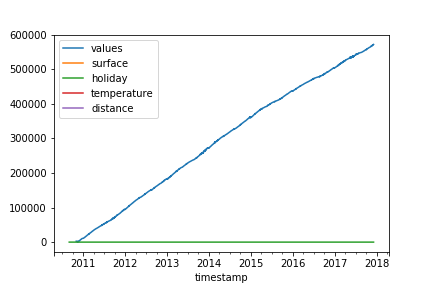 600000
500000
400000
300000
200000
100000
0
values
surface
holiday
temperature
distance
2011 2012 2013 2014 2015 2016 2017 2018
timestamp